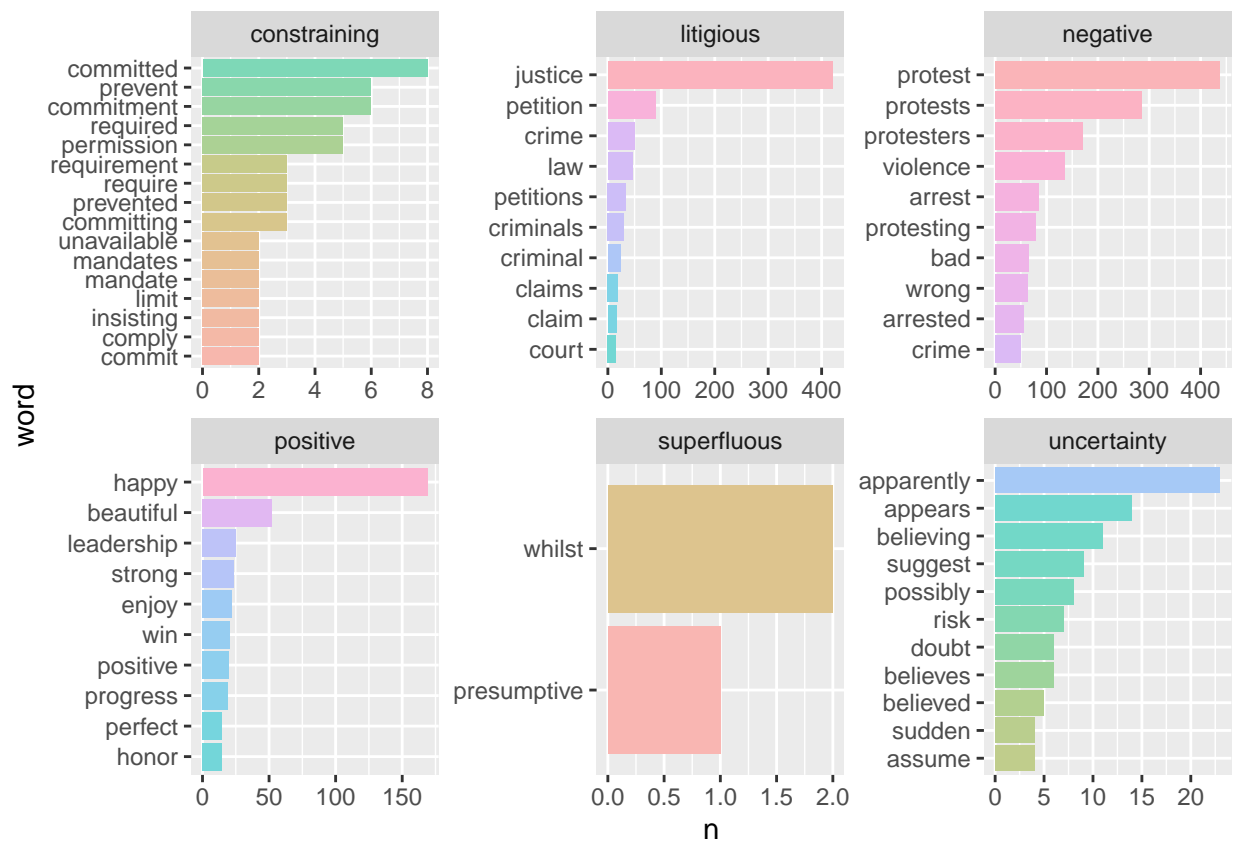 constraining
committed
prevent
commitment
required
permission
requirement
require
prevented
committing
unavailable
mandates
mandate
limit
insisting
comply
commit
0 2 4 6 8
litigious
justice
petition
crime
law
petitions
criminals
criminal
claims
claim
court
0 100 200 300 400
negative
protest
protests
protesters
violence
arrest
protesting
bad
wrong
arrested
crime
0 100 200 300 400
word
positive
happy
beautiful
leadership
strong
enjoy
win
positive
progress
perfect
honor
0 50 100 150
superfluous
whilst
presumptive
0.0 0.5 1.0 1.5 2.0
uncertainty
apparently
appears
believing
suggest
possibly
risk
doubt
believes
believed
sudden
assume
0 5 10 15 20
n